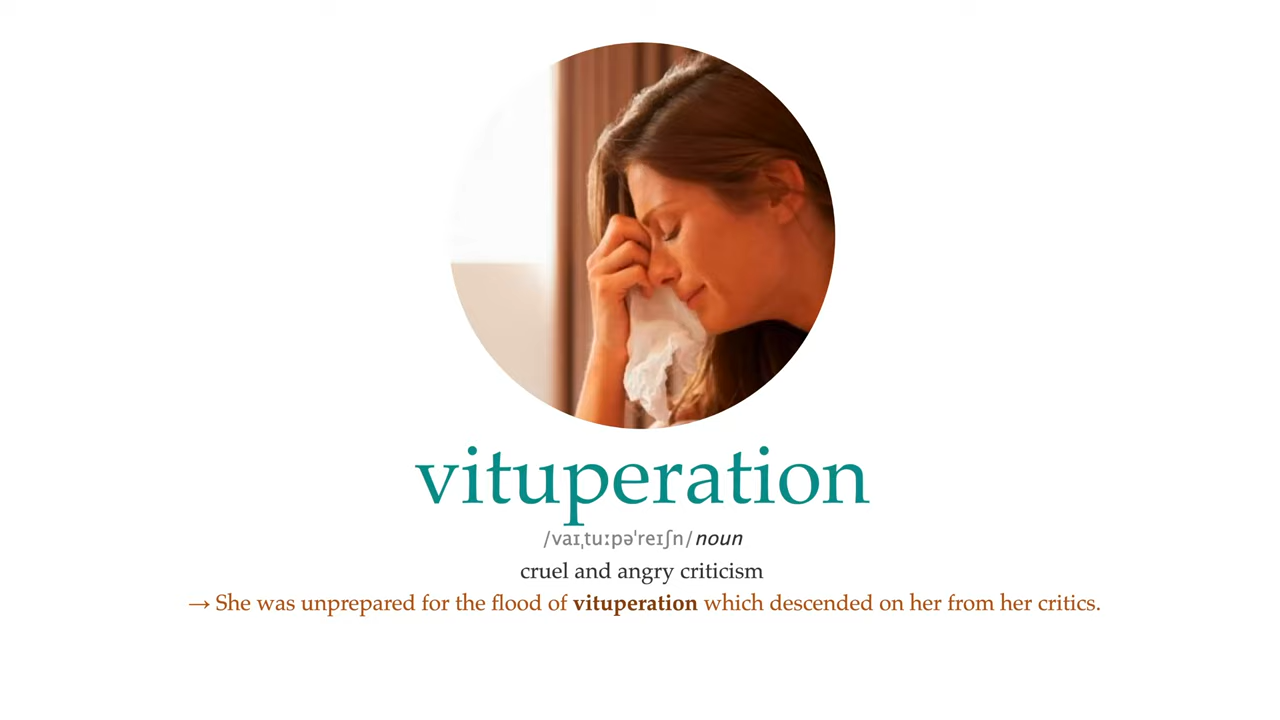 vituperation
/vaɪˌtuːpəˈreɪʃn/ noun
cruel and angry criticism
→ She was unprepared for the flood of vituperation which descended on her from her critics.